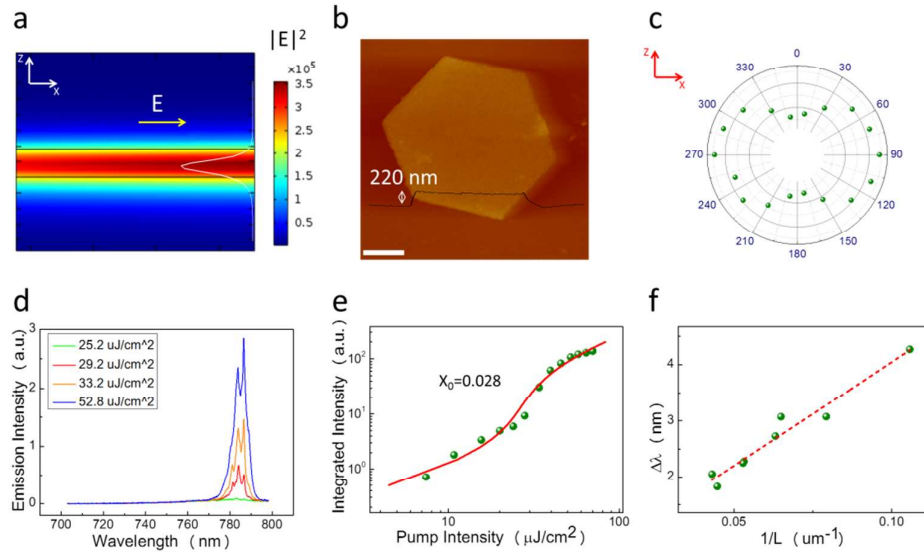 a
z
x
E
|E|²
×10⁵
3.5
3
2.5
2
1.5
1
0.5
b
220 nm
c
z
x
0
30
60
90
120
150
180
210
240
270
300
330
d
Emission Intensity (a.u.)
3
2
1
0
25.2 uJ/cm^2
29.2 uJ/cm^2
33.2 uJ/cm^2
52.8 uJ/cm^2
700 720 740 760 780 800
Wavelength (nm)
e
Integrated Intensity (a.u.)
10²
10¹
10⁰
X₀=0.028
10 100
Pump Intensity (μJ/cm²)
f
Δλ (nm)
4
3
2
0.05 0.10
1/L (um⁻¹)